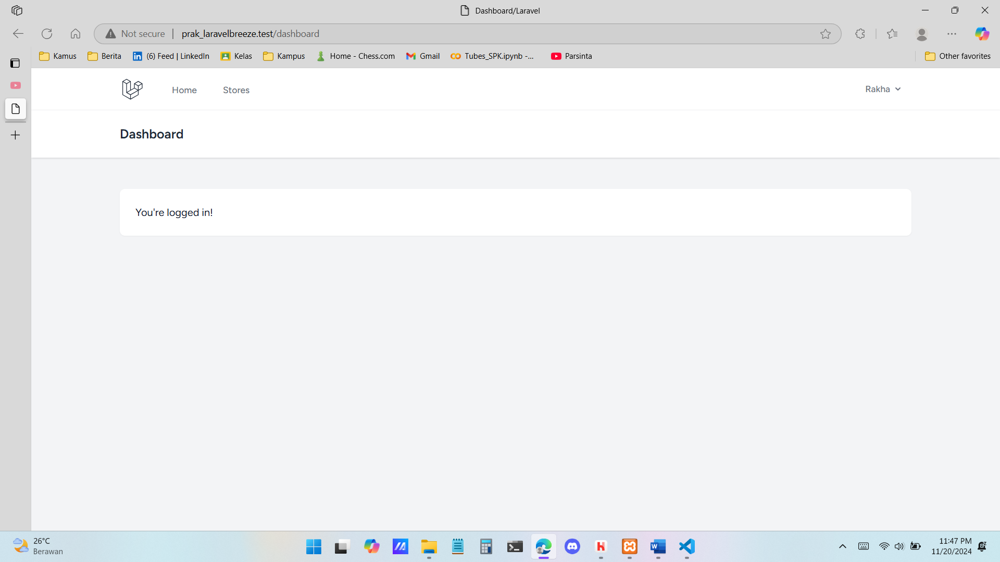 Dashboard/Laravel
Not secure
prak_laravelbreeze.test/dashboard
Kamus
Berita
(6) Feed | LinkedIn
Kelas
Kampus
Home - Chess.com
Gmail
Tubes_SPK.ipynb -...
Parsinta
Other favorites
Home
Stores
Rakha
Dashboard
You're logged in!
26°C
Berawan
11:47 PM
11/20/2024